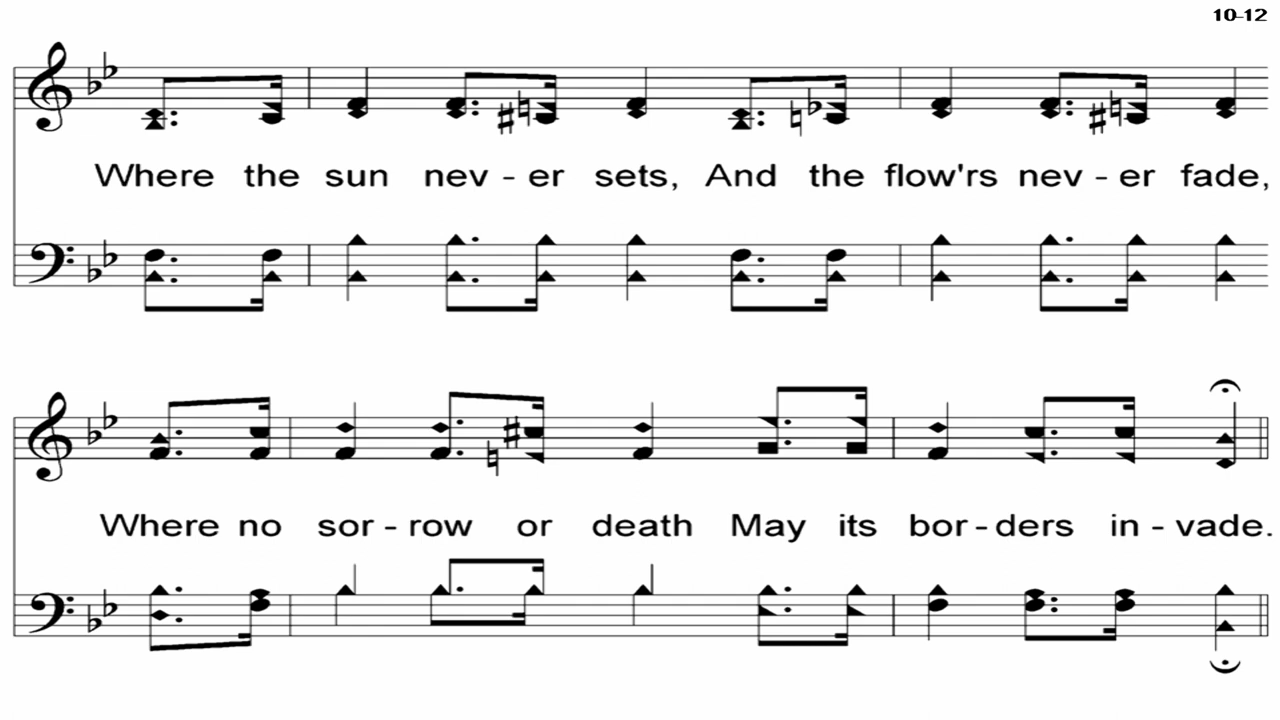 10-12
Where the sun nev - er sets, And the flow'rs nev - er fade,
Where no sor - row or death May its bor - ders in - vade.